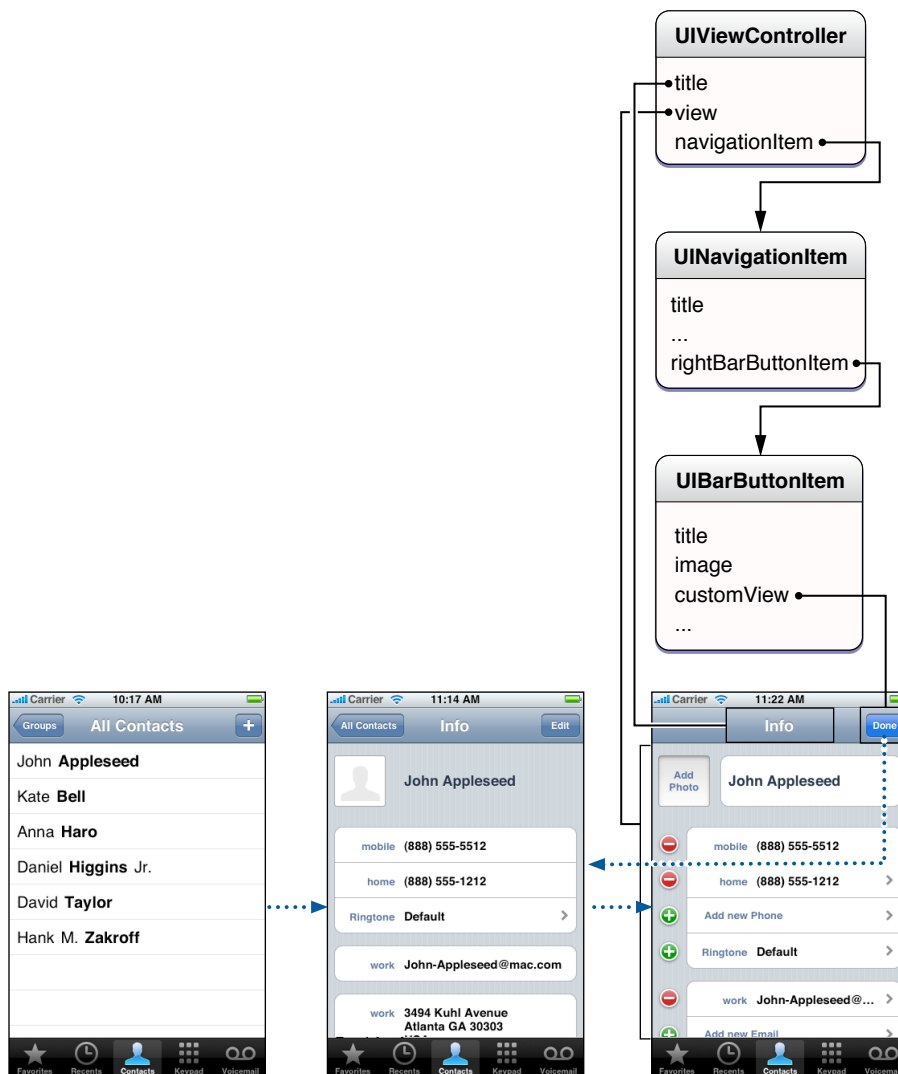 UIViewController
title
view
navigationItem
UINavigationItem
title
...
rightBarButtonItem
UIBarButtonItem
title
image
customView
...
Carrier 10:17 AM
Groups All Contacts +
John Appleseed
Kate Bell
Anna Haro
Daniel Higgins Jr.
David Taylor
Hank M. Zakroff
Favorites Recents Contacts Keypad Voicemail
Carrier 11:14 AM
All Contacts Info Edit
John Appleseed
mobile (888) 555-5512
home (888) 555-1212
Ringtone Default
work John-Appleseed@mac.com
work 3494 Kuhl Avenue
Atlanta GA 30303
Favorites Recents Contacts Keypad Voicemail
Carrier 11:22 AM
Info Done
Add
Photo
John Appleseed
mobile (888) 555-5512
home (888) 555-1212
Add new Phone
Ringtone Default
work John-Appleseed@...
Add new Email
Favorites Recents Contacts Keypad Voicemail